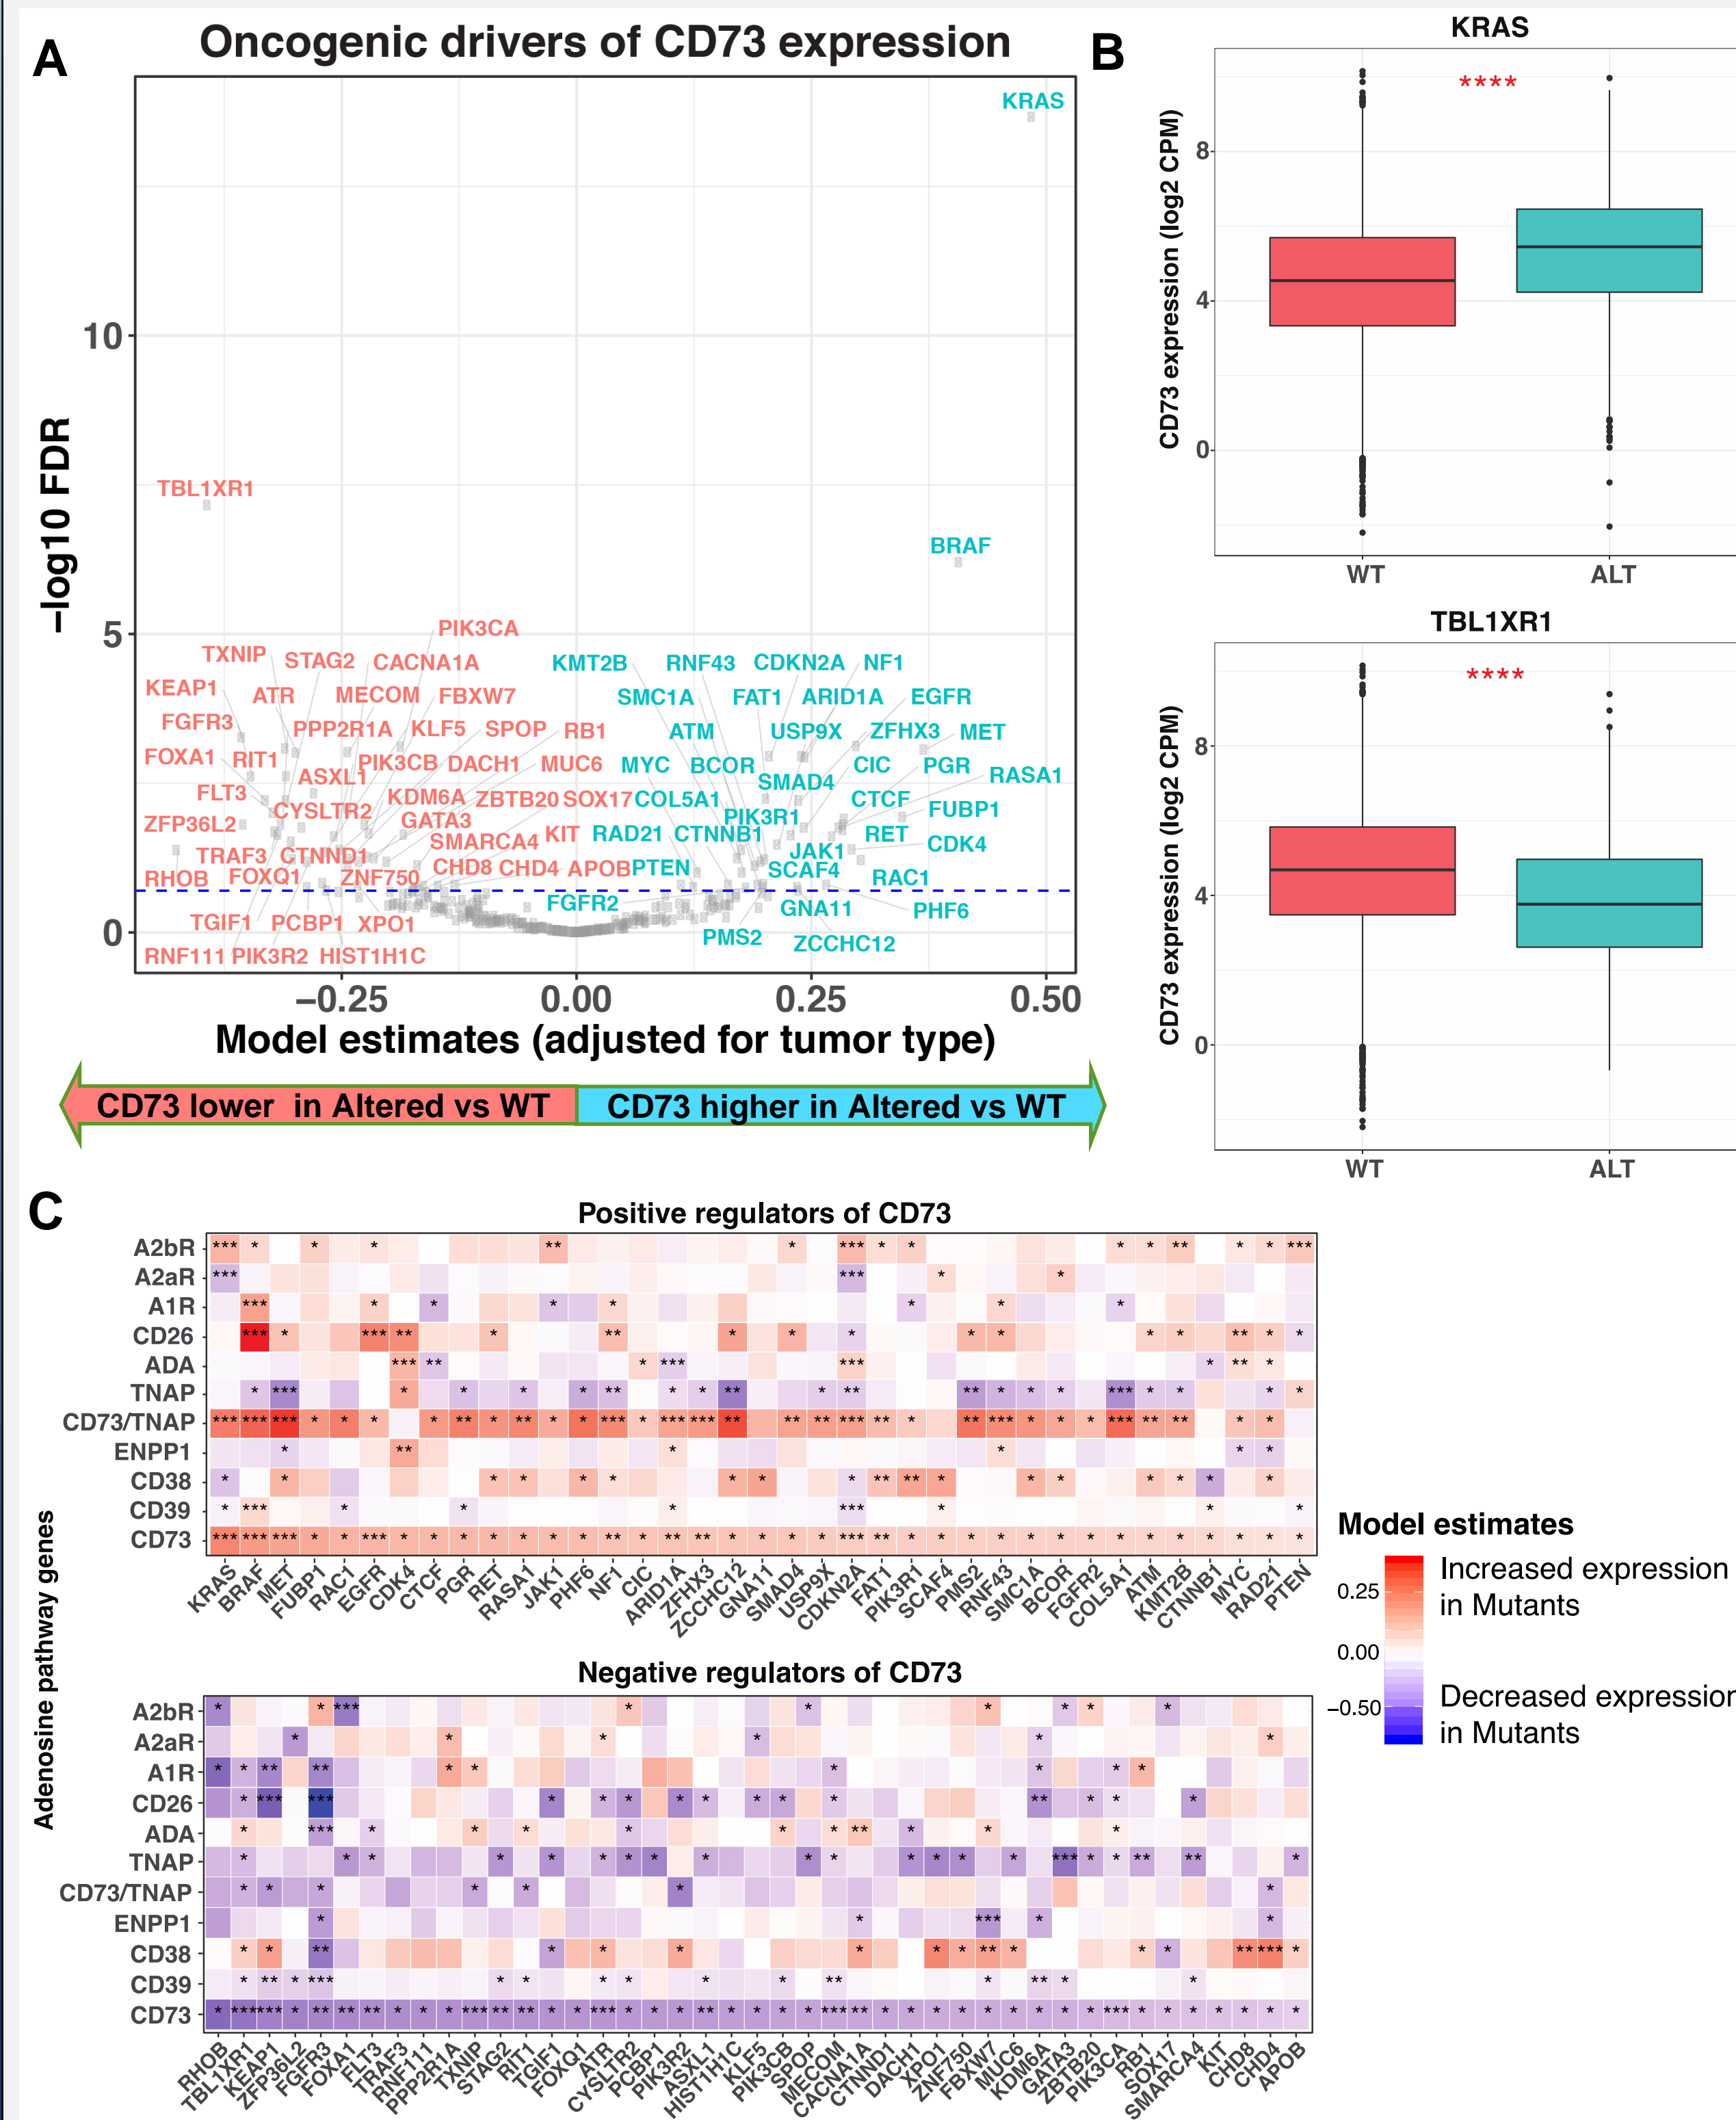 A
Oncogenic drivers of CD73 expression
−log10 FDR
10
5
0
KRAS
TBL1XR1
BRAF
PIK3CA
TXNIP STAG2 CACNA1A KMT2B RNF43 CDKN2A NF1
KEAP1 ATR MECOM FBXW7 SMC1A FAT1 ARID1A EGFR
FGFR3 PPP2R1A KLF5 SPOP RB1 ATM USP9X ZFHX3 MET
FOXA1 RIT1 PIK3CB DACH1 MUC6 MYC BCOR CIC PGR
ASXL1 SMAD4 RASA1
FLT3 KDM6A ZBTB20 SOX17 COL5A1 CTCF
CYSLTR2 PIK3R1 FUBP1
ZFP36L2 GATA3 KIT RAD21 CTNNB1 RET
SMARCA4 JAK1 CDK4
TRAF3 CTNND1
RHOB FOXQ1 ZNF750 CHD8 CHD4 APOB PTEN SCAF4 RAC1
FGFR2 GNA11 PHF6
TGIF1 PCBP1 XPO1 PMS2 ZCCHC12
RNF111 PIK3R2 HIST1H1C
−0.25 0.00 0.25 0.50
Model estimates (adjusted for tumor type)
CD73 lower in Altered vs WT
CD73 higher in Altered vs WT
B
KRAS
****
CD73 expression (log2 CPM)
8
4
0
WT ALT
TBL1XR1
****
CD73 expression (log2 CPM)
8
4
0
WT ALT
C
Adenosine pathway genes
Positive regulators of CD73
A2bR
A2aR
A1R
CD26
ADA
TNAP
CD73/TNAP
ENPP1
CD38
CD39
CD73
KRAS BRAF MET FUBP1 RAC1 EGFR CDK4 CTCF PGR RET RASA1 JAK1 PHF6 NF1 CIC ARID1A ZFHX3 ZCCHC12 GNA11 SMAD4 USP9X CDKN2A FAT1 PIK3R1 SCAF4 PMS2 RNF43 SMC1A BCOR FGFR2 COL5A1 ATM KMT2B CTNNB1 MYC RAD21 PTEN
Negative regulators of CD73
A2bR
A2aR
A1R
CD26
ADA
TNAP
CD73/TNAP
ENPP1
CD38
CD39
CD73
RHOB TBL1XR1 KEAP1 ZFP36L2 FGFR3 FOXA1 FLT3 TRAF3 RNF111 PPP2R1A TXNIP STAG2 RIT1 TGIF1 FOXQ1 ATR CYSLTR2 PCBP1 PIK3R2 ASXL1 HIST1H1C KLF5 PIK3CB SPOP MECOM CACNA1A CTNND1 DACH1 XPO1 ZNF750 FBXW7 MUC6 KDM6A GATA3 ZBTB20 PIK3CA RB1 SOX17 SMARCA4 KIT CHD8 CHD4 APOB
Model estimates
0.25
0.00
−0.50
Increased expression
in Mutants
Decreased expression
in Mutants